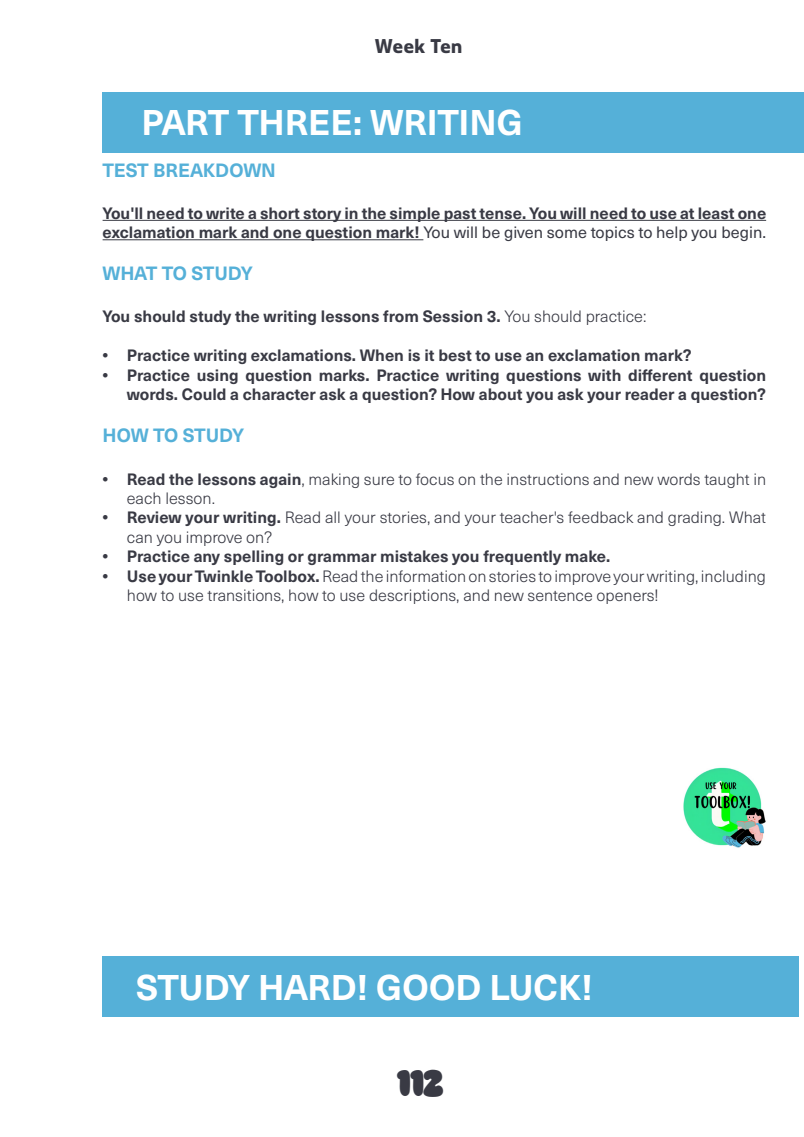 Week Ten
PART THREE: WRITING
TEST BREAKDOWN
You'll need to write a short story in the simple past tense. You will need to use at least one
exclamation mark and one question mark! You will be given some topics to help you begin.
WHAT TO STUDY
You should study the writing lessons from Session 3. You should practice:
• Practice writing exclamations. When is it best to use an exclamation mark?
• Practice using question marks. Practice writing questions with different question
words. Could a character ask a question? How about you ask your reader a question?
HOW TO STUDY
• Read the lessons again, making sure to focus on the instructions and new words taught in
each lesson.
• Review your writing. Read all your stories, and your teacher's feedback and grading. What
can you improve on?
• Practice any spelling or grammar mistakes you frequently make.
• Use your Twinkle Toolbox. Read the information on stories to improve your writing, including
how to use transitions, how to use descriptions, and new sentence openers!
USE YOUR
TOOLBOX!
t
STUDY HARD! GOOD LUCK!
112